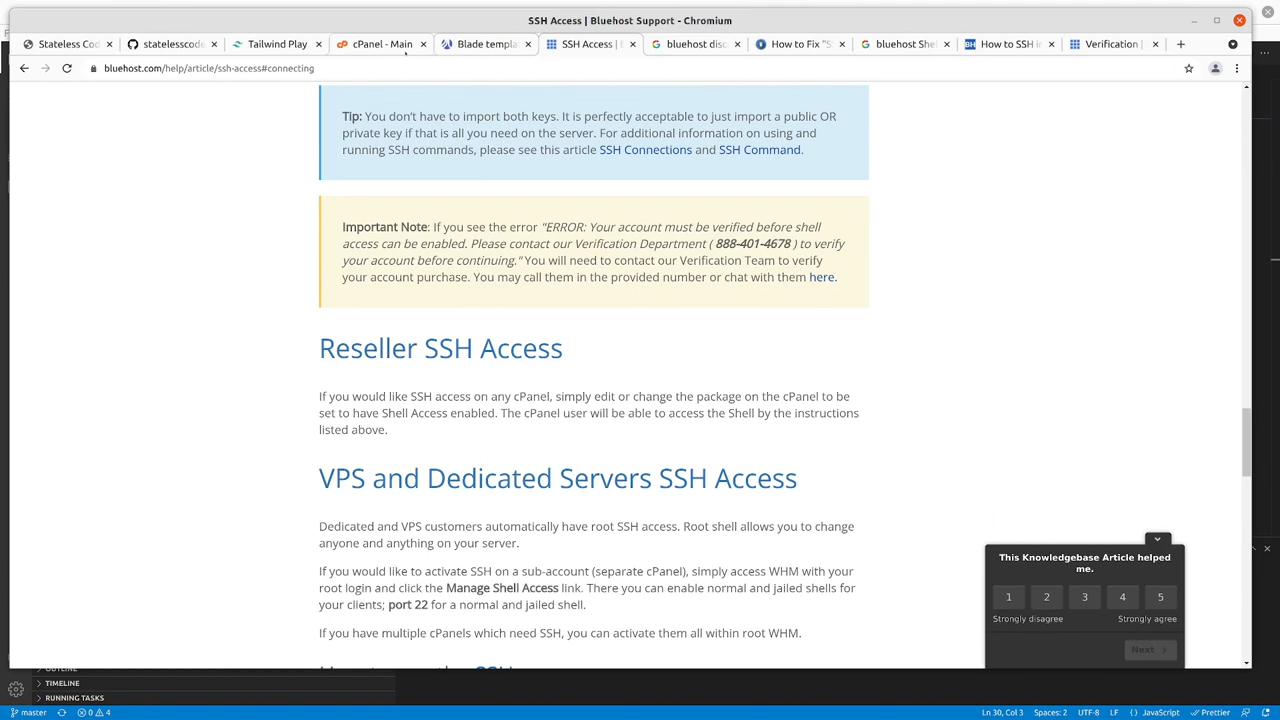 SSH Access | Bluehost Support - Chromium
Stateless Cod
statelesscode
Tailwind Play
cPanel - Main
Blade templa
SSH Access |
bluehost disc
How to Fix "S
bluehost Shel
How to SSH in
Verification |
bluehost.com/help/article/ssh-access#connecting
Tip: You don't have to import both keys. It is perfectly acceptable to just import a public OR
private key if that is all you need on the server. For additional information on using and
running SSH commands, please see this article SSH Connections and SSH Command.
Important Note: If you see the error "ERROR: Your account must be verified before shell
access can be enabled. Please contact our Verification Department ( 888-401-4678 ) to verify
your account before continuing." You will need to contact our Verification Team to verify
your account purchase. You may call them in the provided number or chat with them here.
Reseller SSH Access
If you would like SSH access on any cPanel, simply edit or change the package on the cPanel to be
set to have Shell Access enabled. The cPanel user will be able to access the Shell by the instructions
listed above.
VPS and Dedicated Servers SSH Access
Dedicated and VPS customers automatically have root SSH access. Root shell allows you to change
anyone and anything on your server.
If you would like to activate SSH on a sub-account (separate cPanel), simply access WHM with your
root login and click the Manage Shell Access link. There you can enable normal and jailed shells for
your clients; port 22 for a normal and jailed shell.
If you have multiple cPanels which need SSH, you can activate them all within root WHM.
This Knowledgebase Article helped
me.
1 2 3 4 5
Strongly disagree Strongly agree
Next
OUTLINE
TIMELINE
RUNNING TASKS
master 0 4 Ln 30, Col 3 Spaces: 2 UTF-8 LF {} JavaScript Prettier